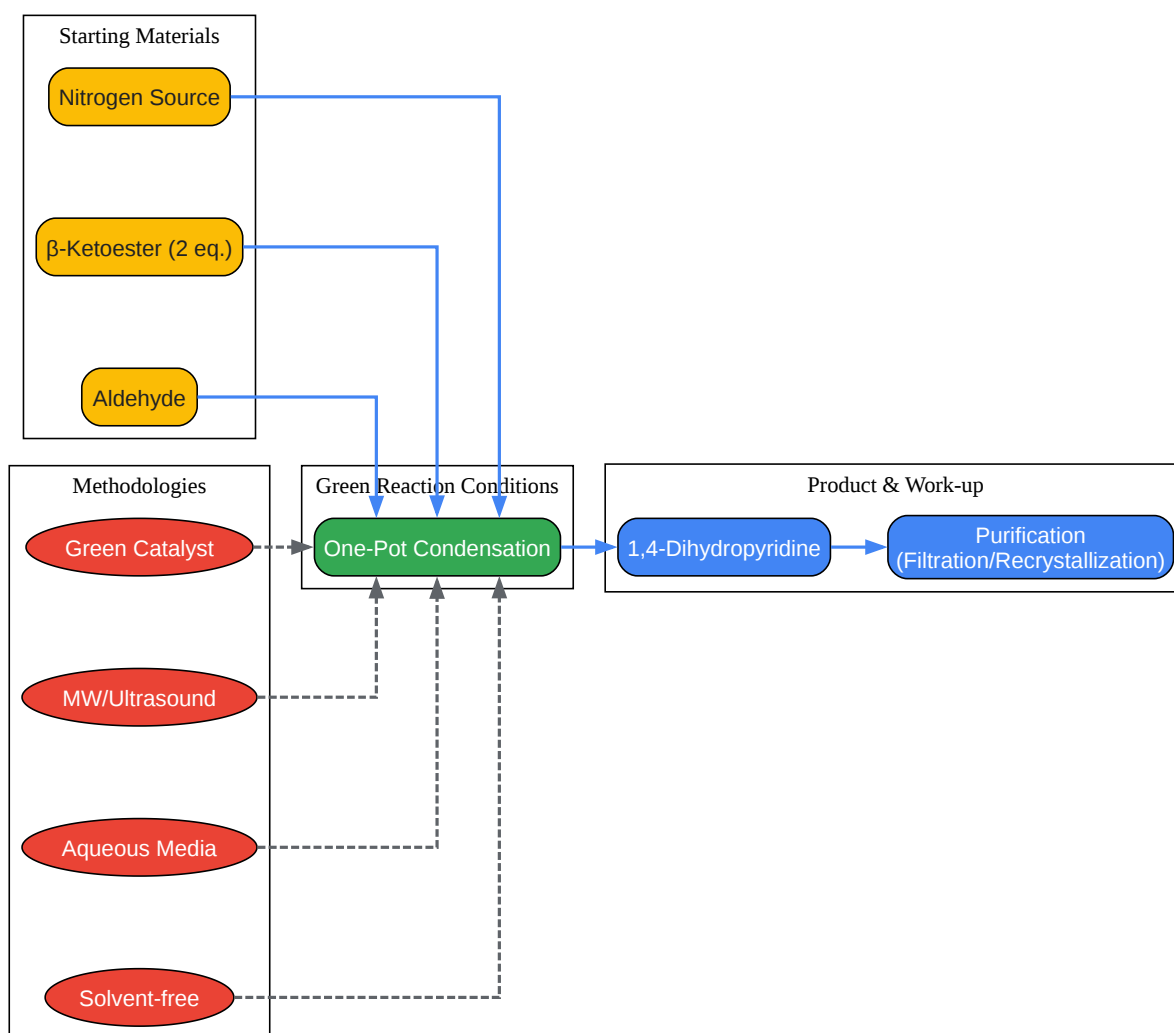 Starting Materials
Nitrogen Source
β-Ketoester (2 eq.)
Aldehyde
Methodologies
Green Catalyst
MW/Ultrasound
Aqueous Media
Solvent-free
Green Reaction Conditions
One-Pot Condensation
Product & Work-up
1,4-Dihydropyridine
Purification
(Filtration/Recrystallization)